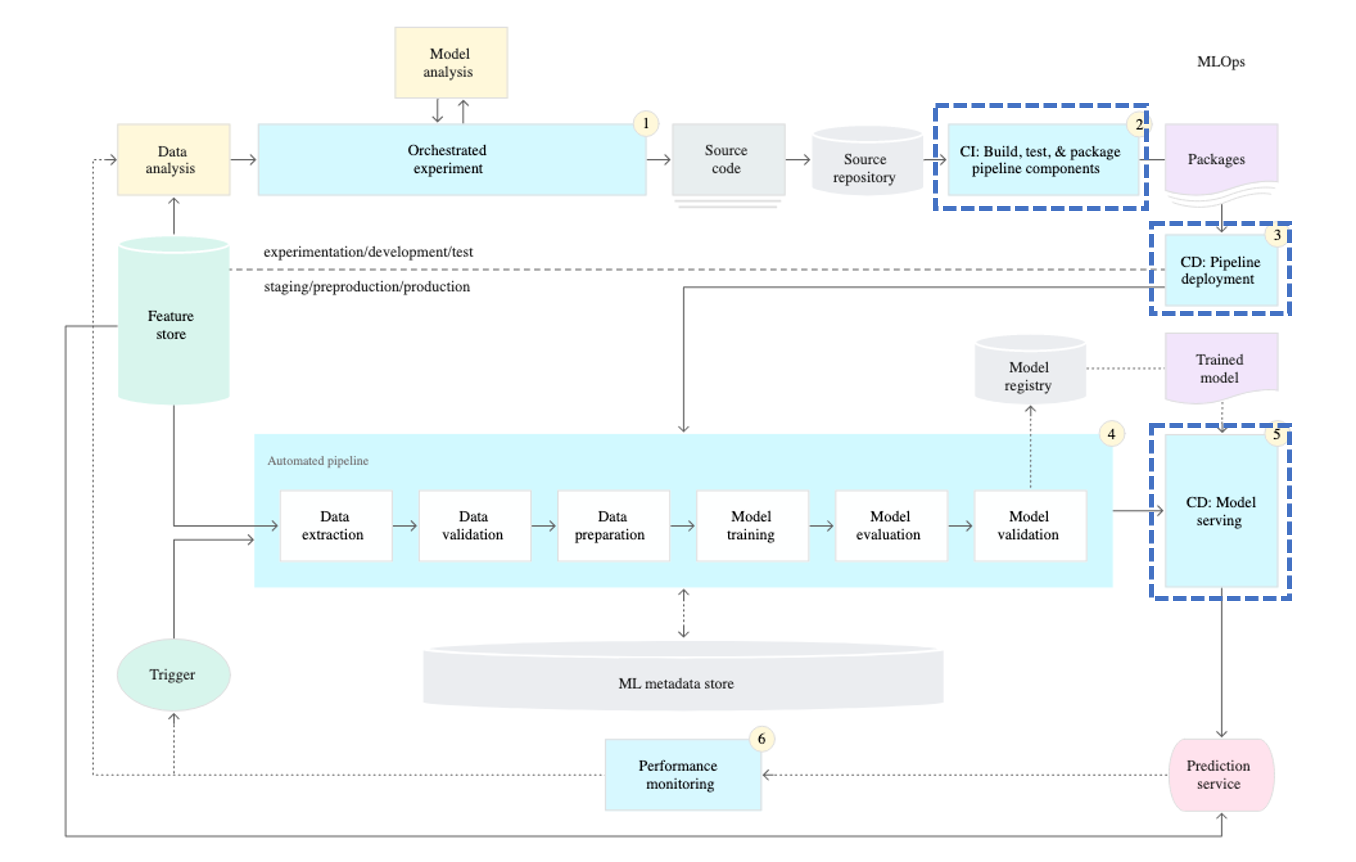 Model
analysis
MLOps
1
2
Data
analysis
Orchestrated
experiment
Source
code
Source
repository
CI: Build, test, & package
pipeline components
Packages
3
experimentation/development/test
staging/preproduction/production
CD: Pipeline
deployment
Feature
store
Model
registry
Trained
model
4
5
Automated pipeline
Data
extraction
Data
validation
Data
preparation
Model
training
Model
evaluation
Model
validation
CD: Model
serving
Trigger
ML metadata store
6
Performance
monitoring
Prediction
service